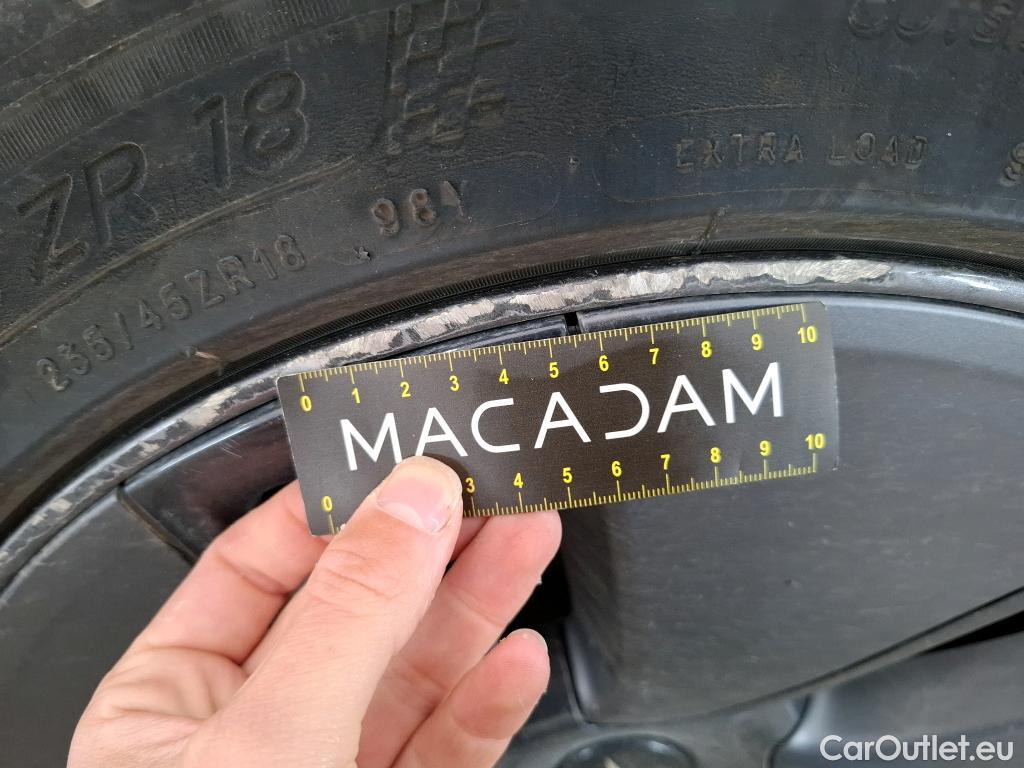 ZR 18
98Y
EXTRA LOAD
235/45ZR18
0 1 2 3 4 5 6 7 8 9 10
MACADAM
0 3 4 5 6 7 8 9 10
CarOutlet.eu